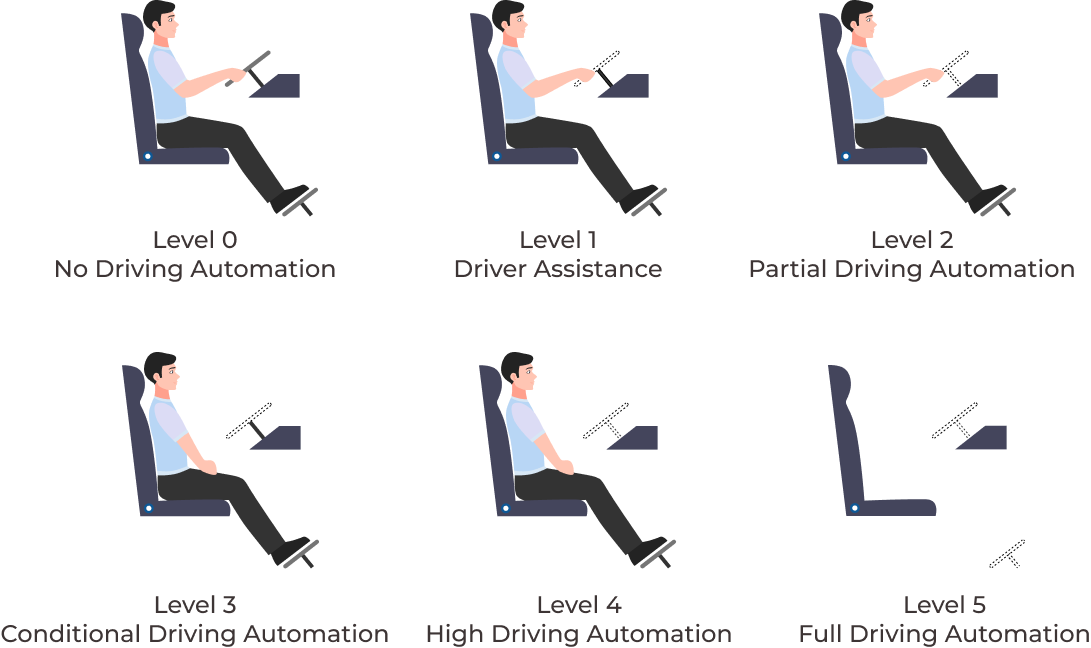 Level 0
No Driving Automation
Level 1
Driver Assistance
Level 2
Partial Driving Automation
Level 3
Conditional Driving Automation
Level 4
High Driving Automation
Level 5
Full Driving Automation